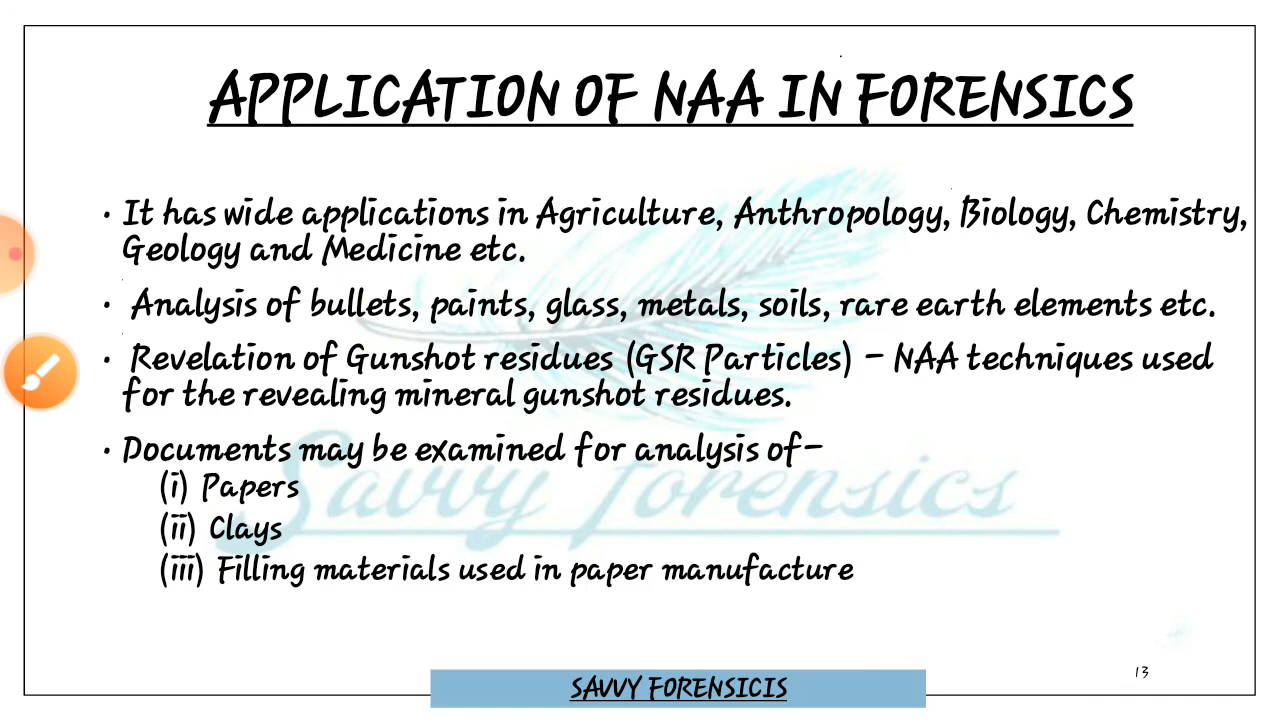 APPLICATION OF NAA IN FORENSICS
• It has wide applications in Agriculture, Anthropology, Biology, Chemistry,
Geology and Medicine etc.
• Analysis of bullets, paints, glass, metals, soils, rare earth elements etc.
• Revelation of Gunshot residues (GSR Particles) – NAA techniques used
for the revealing mineral gunshot residues.
• Documents may be examined for analysis of–
(i) Papers
Savvy forensics
(ii) Clays
(iii) Filling materials used in paper manufacture
13
SAVVY FORENSICIS